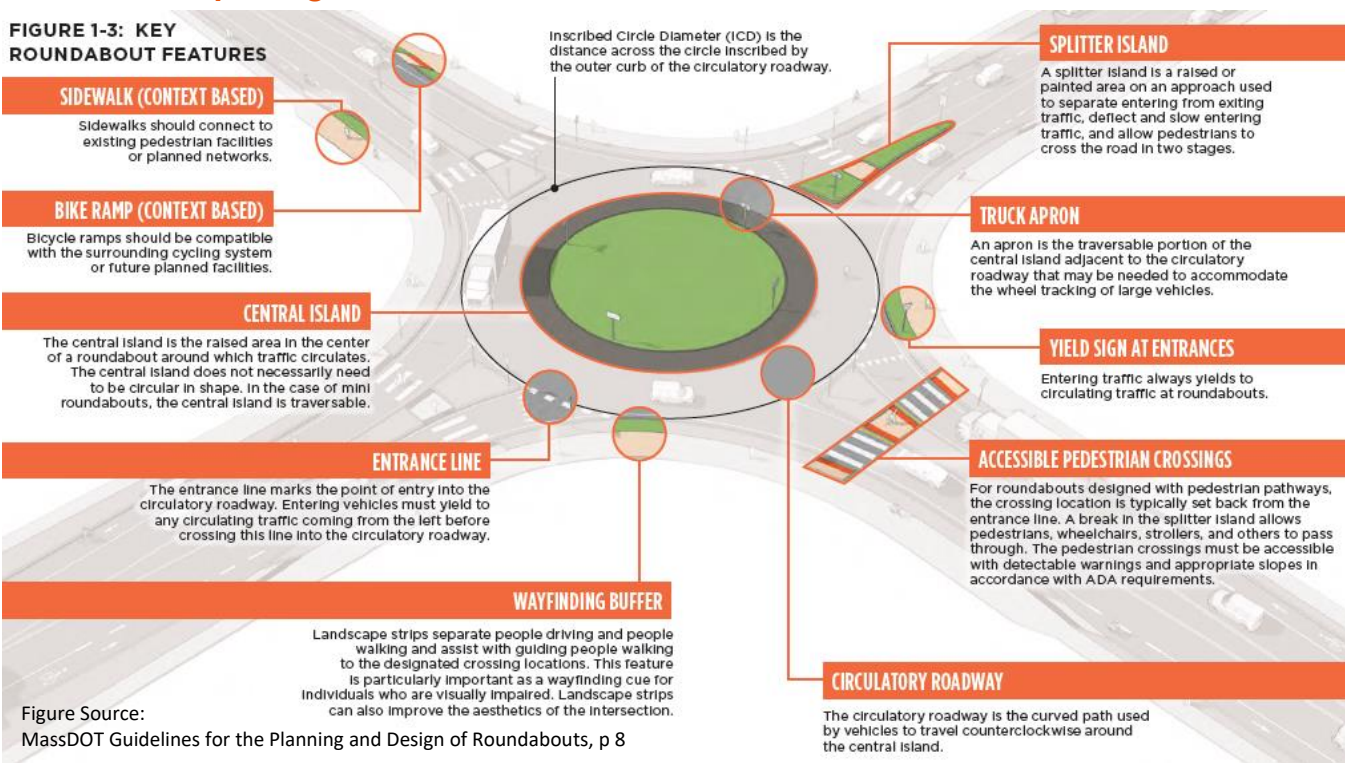 FIGURE 1-3: KEY
ROUNDABOUT FEATURES
SIDEWALK (CONTEXT BASED)
Sidewalks should connect to
existing pedestrian facilities
or planned networks.
BIKE RAMP (CONTEXT BASED)
Bicycle ramps should be compatible
with the surrounding cycling system
or future planned facilities.
CENTRAL ISLAND
The central island is the raised area in the center
of a roundabout around which traffic circulates.
The central island does not necessarily need
to be circular in shape. In the case of mini
roundabouts, the central island is traversable.
ENTRANCE LINE
The entrance line marks the point of entry into the
circulatory roadway. Entering vehicles must yield to
any circulating traffic coming from the left before
crossing this line into the circulatory roadway.
WAYFINDING BUFFER
Landscape strips separate people driving and people
walking and assist with guiding people walking
to the designated crossing locations. This feature
is particularly important as a wayfinding cue for
individuals who are visually impaired. Landscape strips
can also improve the aesthetics of the intersection.
Figure Source:
MassDOT Guidelines for the Planning and Design of Roundabouts, p 8
Inscribed Circle Diameter (ICD) is the
distance across the circle inscribed by
the outer curb of the circulatory roadway.
SPLITTER ISLAND
A splitter island is a raised or
painted area on an approach used
to separate entering from exiting
traffic, deflect and slow entering
traffic, and allow pedestrians to
cross the road in two stages.
TRUCK APRON
An apron is the traversable portion of the
central island adjacent to the circulatory
roadway that may be needed to accommodate
the wheel tracking of large vehicles.
YIELD SIGN AT ENTRANCES
Entering traffic always yields to
circulating traffic at roundabouts.
ACCESSIBLE PEDESTRIAN CROSSINGS
For roundabouts designed with pedestrian pathways,
the crossing location is typically set back from the
entrance line. A break in the splitter island allows
pedestrians, wheelchairs, strollers, and others to pass
through. The pedestrian crossings must be accessible
with detectable warnings and appropriate slopes in
accordance with ADA requirements.
CIRCULATORY ROADWAY
The circulatory roadway is the curved path used
by vehicles to travel counterclockwise around
the central island.